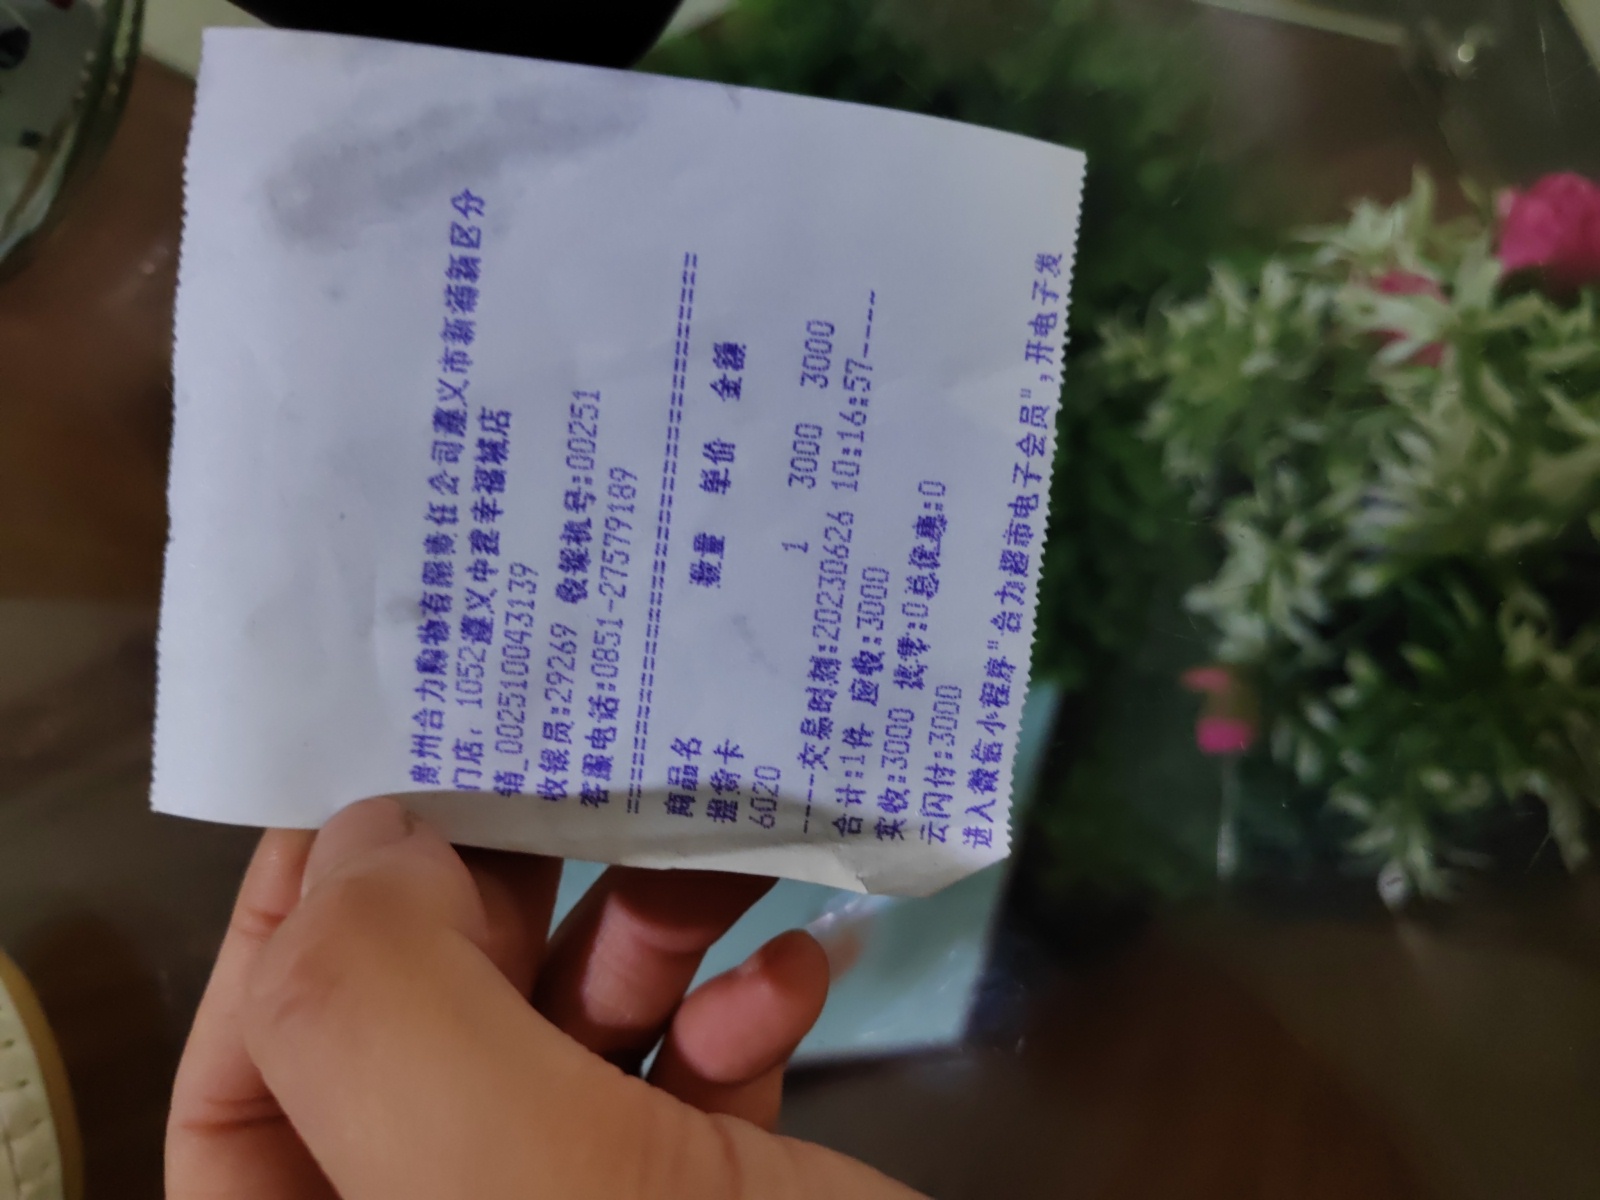 贵州合力购物有限责任公司遵义市新蒲新区分
门店: 1052遵义中建幸福城店
销_00251004З139
收银员:29269 收银机号:00251
客服电话:0851-27579189
================================
商品名 数量 单价 金额
提货卡
6020 1 3000 3000
----交易时刻:20230626 10:16:57----
合计:1件 应收:3000
实收:3000 找零:0总优惠:0
云闪付:3000
进入微信小程序"合力超市电子会员",开电子发